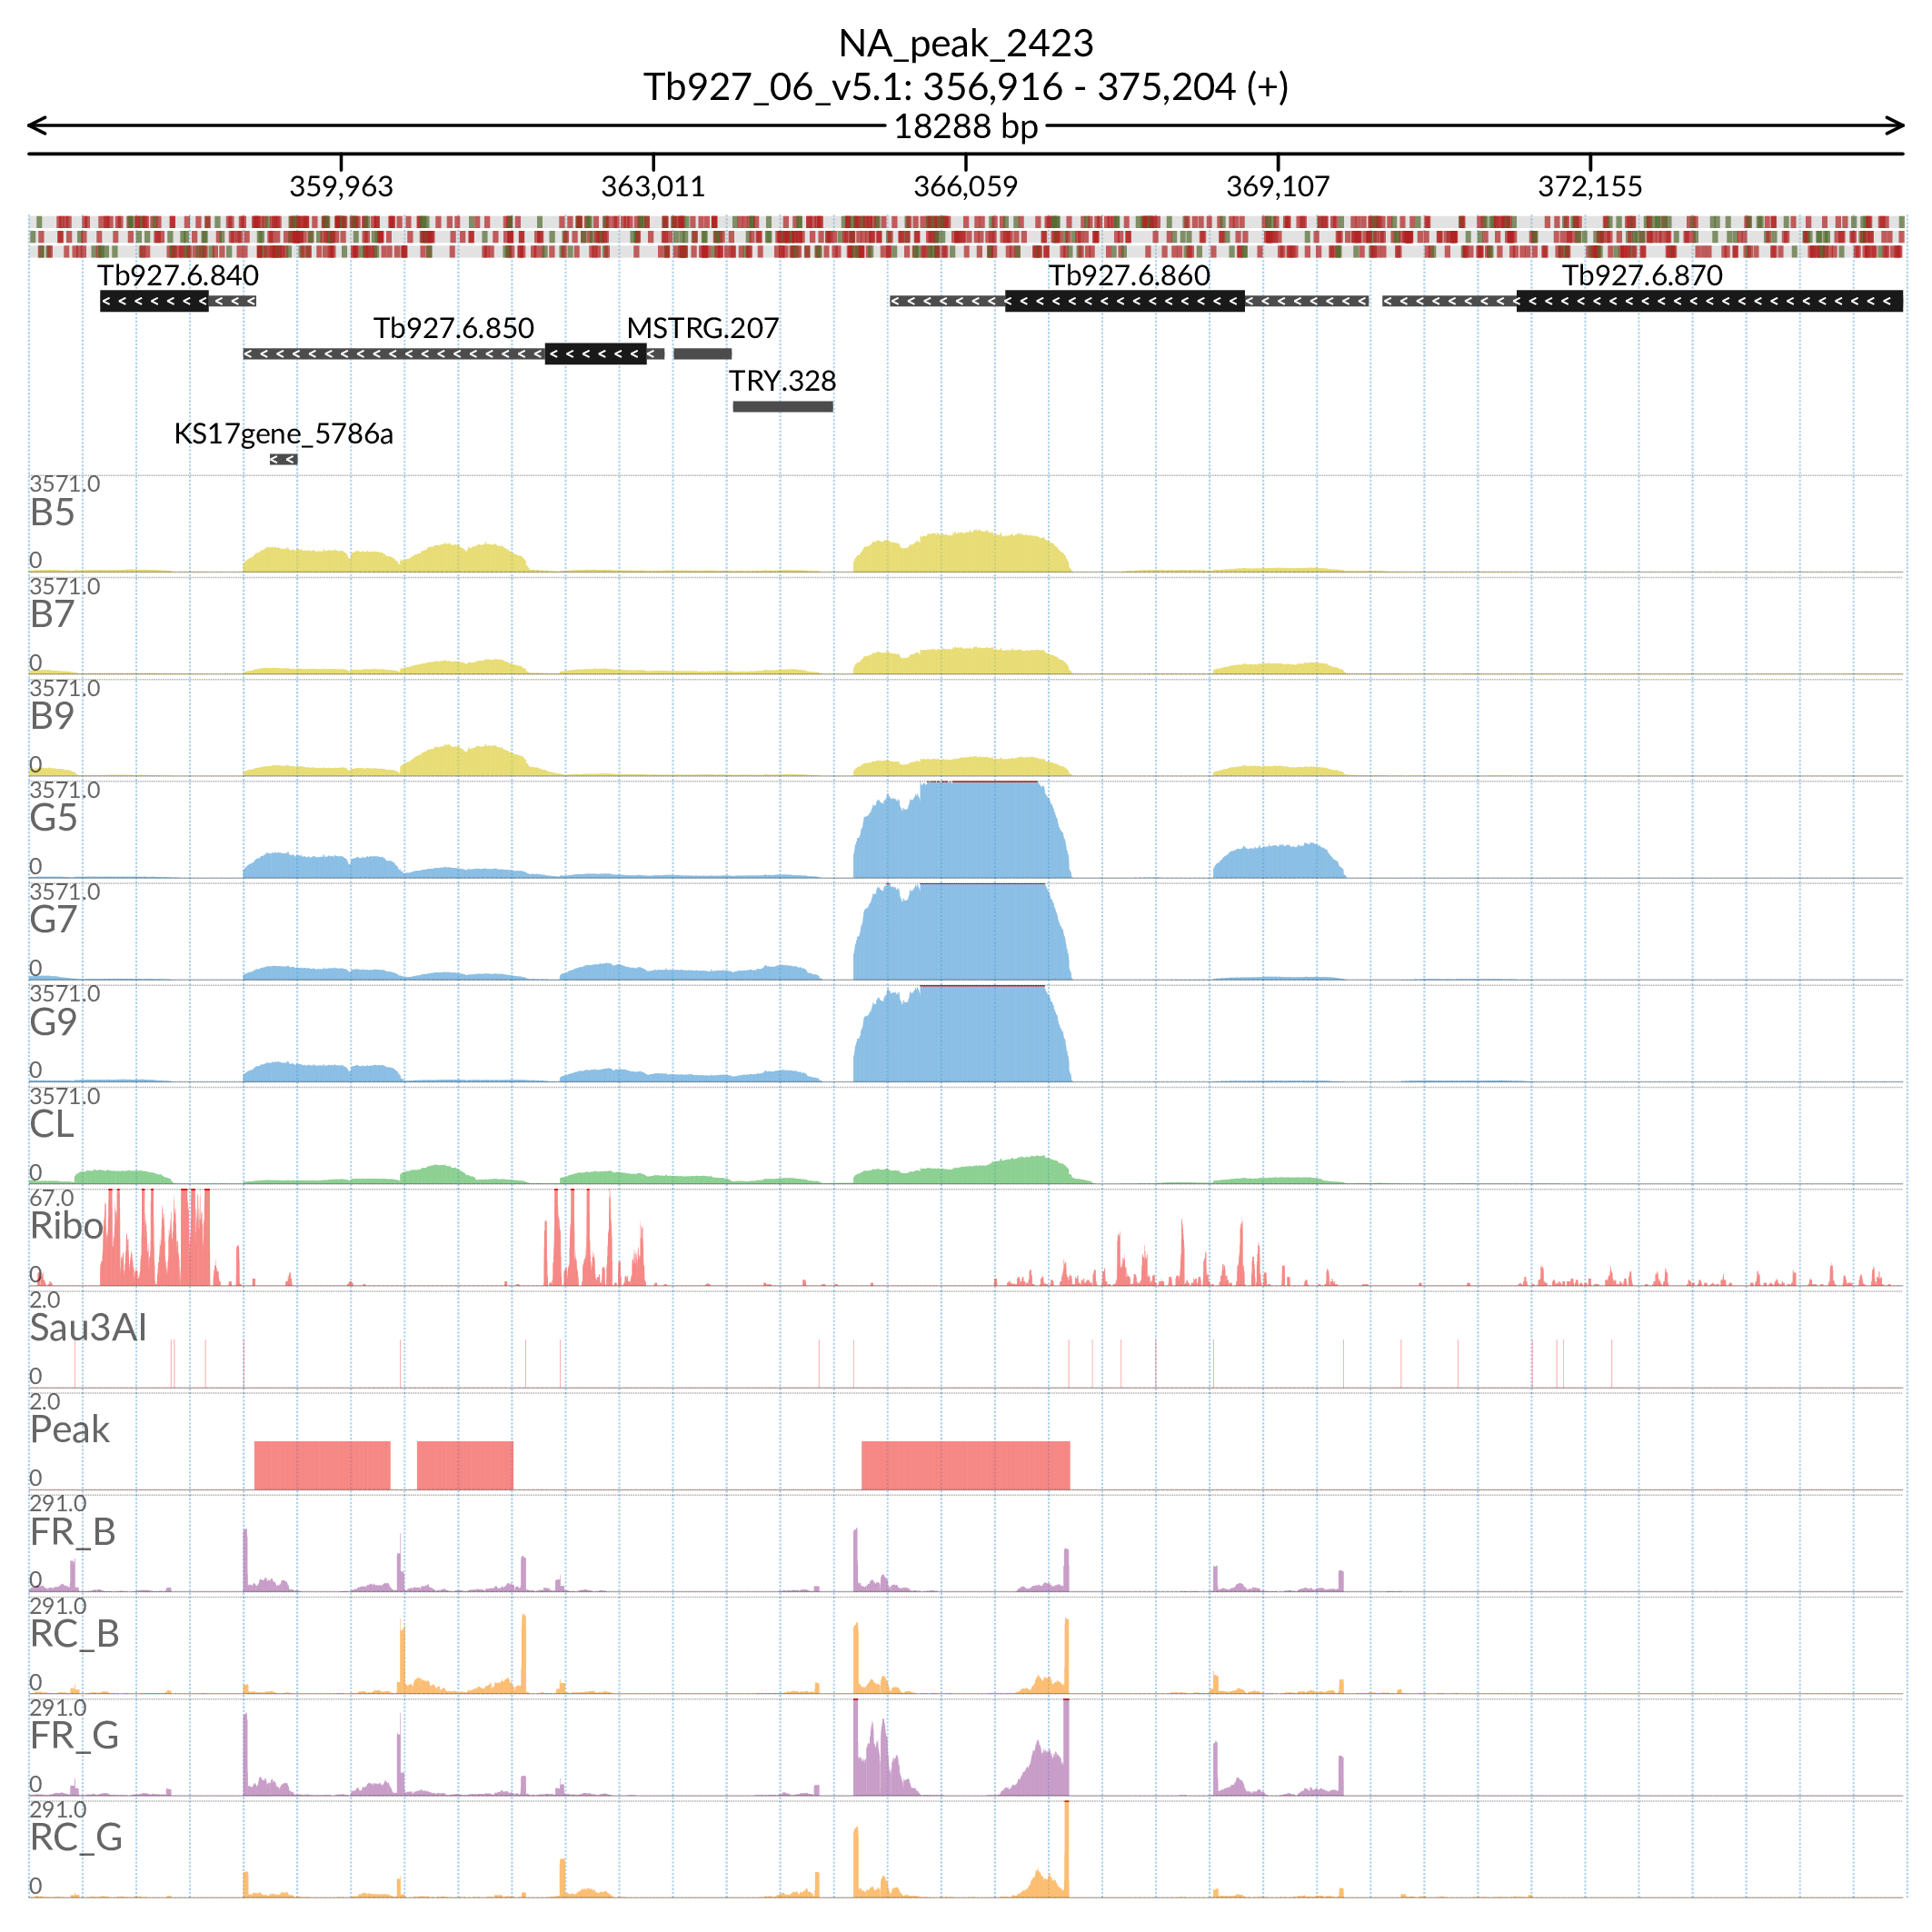 NA_peak_2423
Tb927_06_v5.1: 356,916 - 375,204 (+)
18288 bp
359,963 363,011 366,059 369,107 372,155
Tb927.6.840 Tb927.6.860 Tb927.6.870
Tb927.6.850 MSTRG.207
TRY.328
KS17gene_5786a
3571.0
B5
0
3571.0
B7
0
3571.0
B9
0
3571.0
G5
0
3571.0
G7
0
3571.0
G9
0
3571.0
CL
0
67.0
Ribo
0
2.0
Sau3AI
0
2.0
Peak
0
291.0
FR_B
0
291.0
RC_B
0
291.0
FR_G
0
291.0
RC_G
0